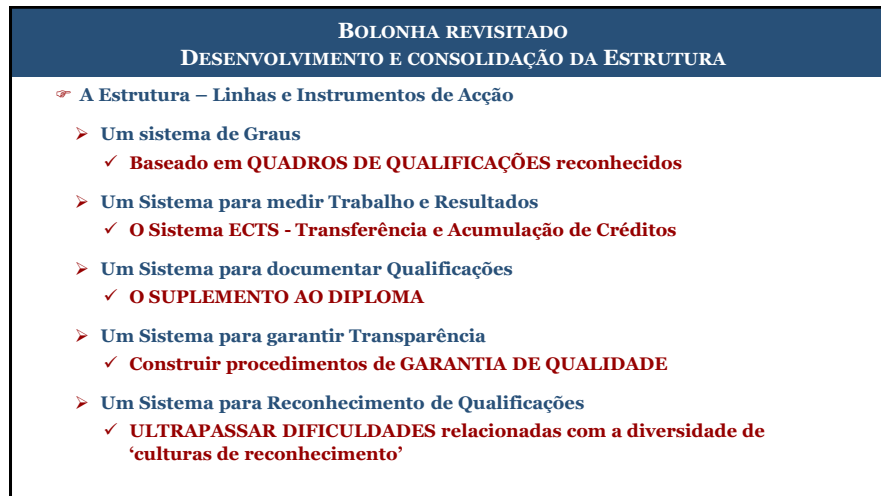 BOLONHA REVISITADO
DESENVOLVIMENTO E CONSOLIDAÇÃO DA ESTRUTURA
☞ A Estrutura – Linhas e Instrumentos de Acção
➢ Um sistema de Graus
✓ Baseado em QUADROS DE QUALIFICAÇÕES reconhecidos
➢ Um Sistema para medir Trabalho e Resultados
✓ O Sistema ECTS - Transferência e Acumulação de Créditos
➢ Um Sistema para documentar Qualificações
✓ O SUPLEMENTO AO DIPLOMA
➢ Um Sistema para garantir Transparência
✓ Construir procedimentos de GARANTIA DE QUALIDADE
➢ Um Sistema para Reconhecimento de Qualificações
✓ ULTRAPASSAR DIFICULDADES relacionadas com a diversidade de
‘culturas de reconhecimento’